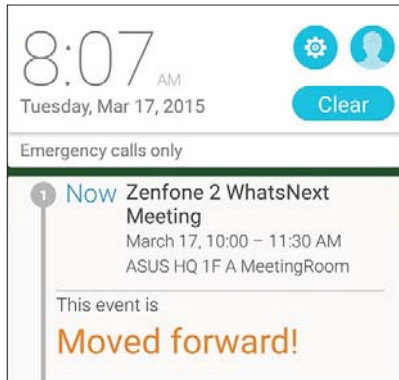 8:07 AM
Tuesday, Mar 17, 2015
Clear
Emergency calls only
1 Now Zenfone 2 WhatsNext
Meeting
March 17, 10:00 – 11:30 AM
ASUS HQ 1F A MeetingRoom
This event is
Moved forward!